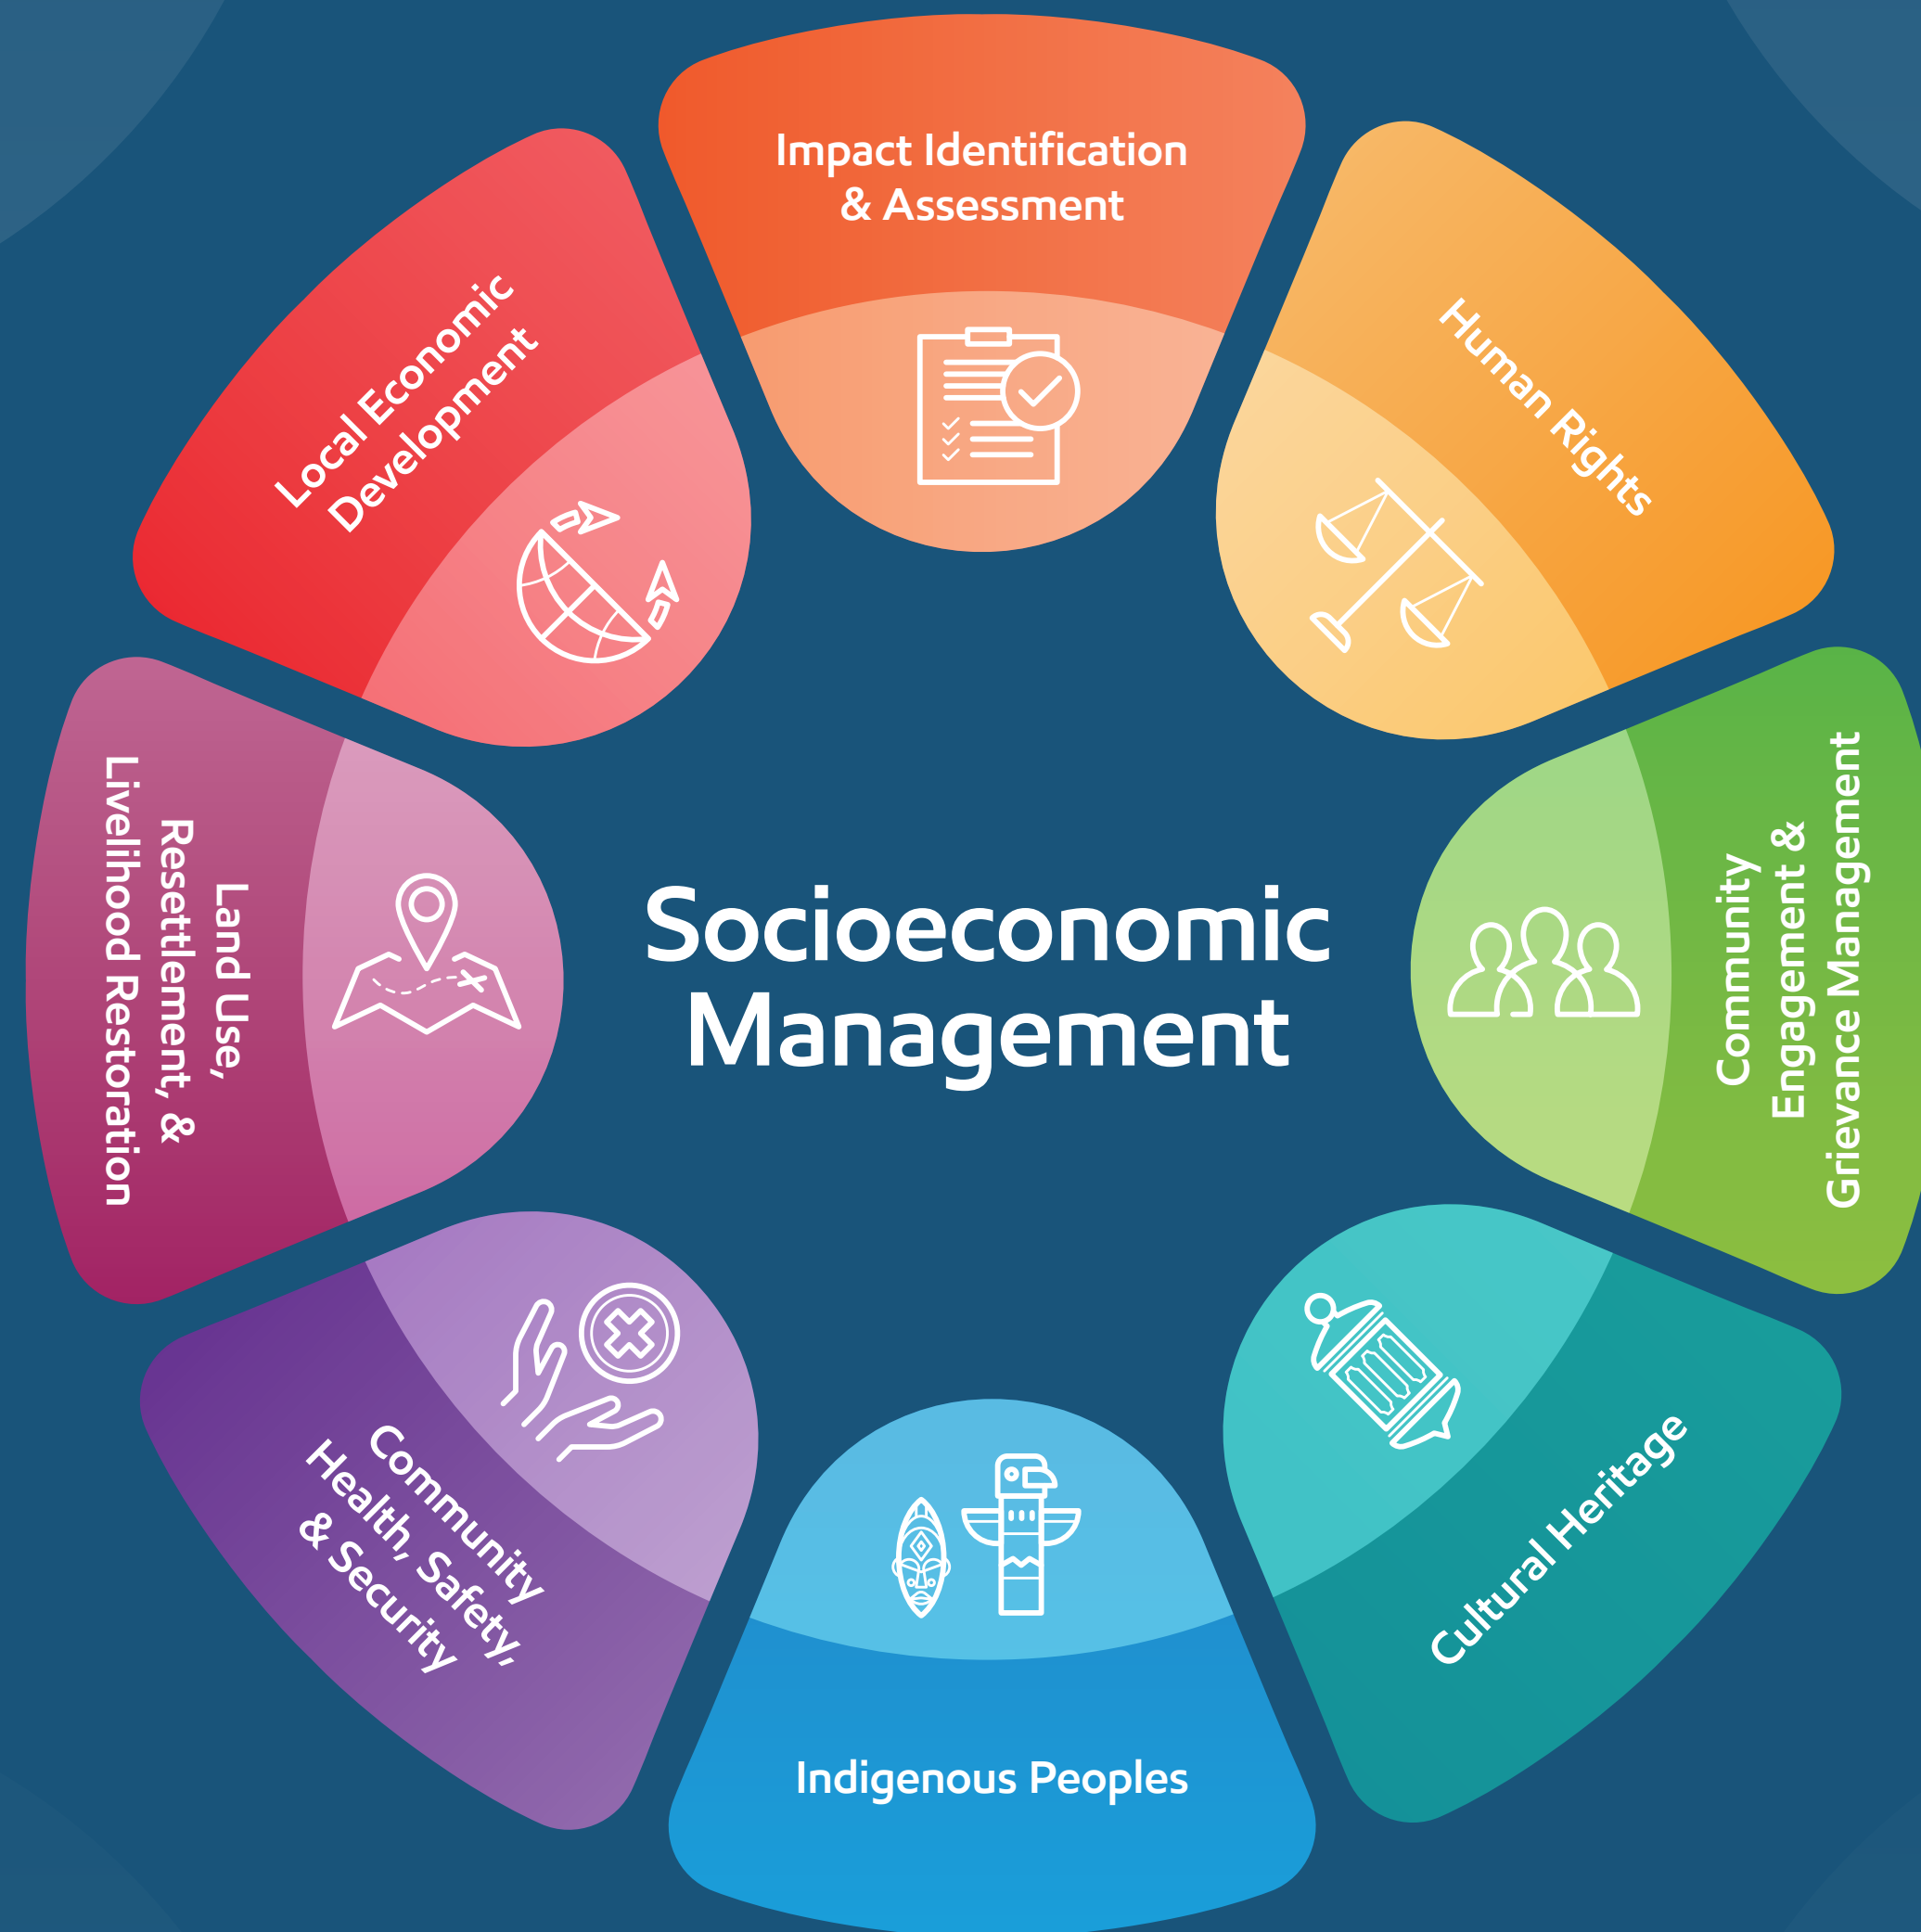 Impact Identification
& Assessment
Human Rights
Community
Engagement &
Grievance Management
Cultural Heritage
Indigenous Peoples
Community
Health, Safety,
& Security
Land Use,
Resettlement, &
Livelihood Restoration
Local Economic
Development
Socioeconomic
Management